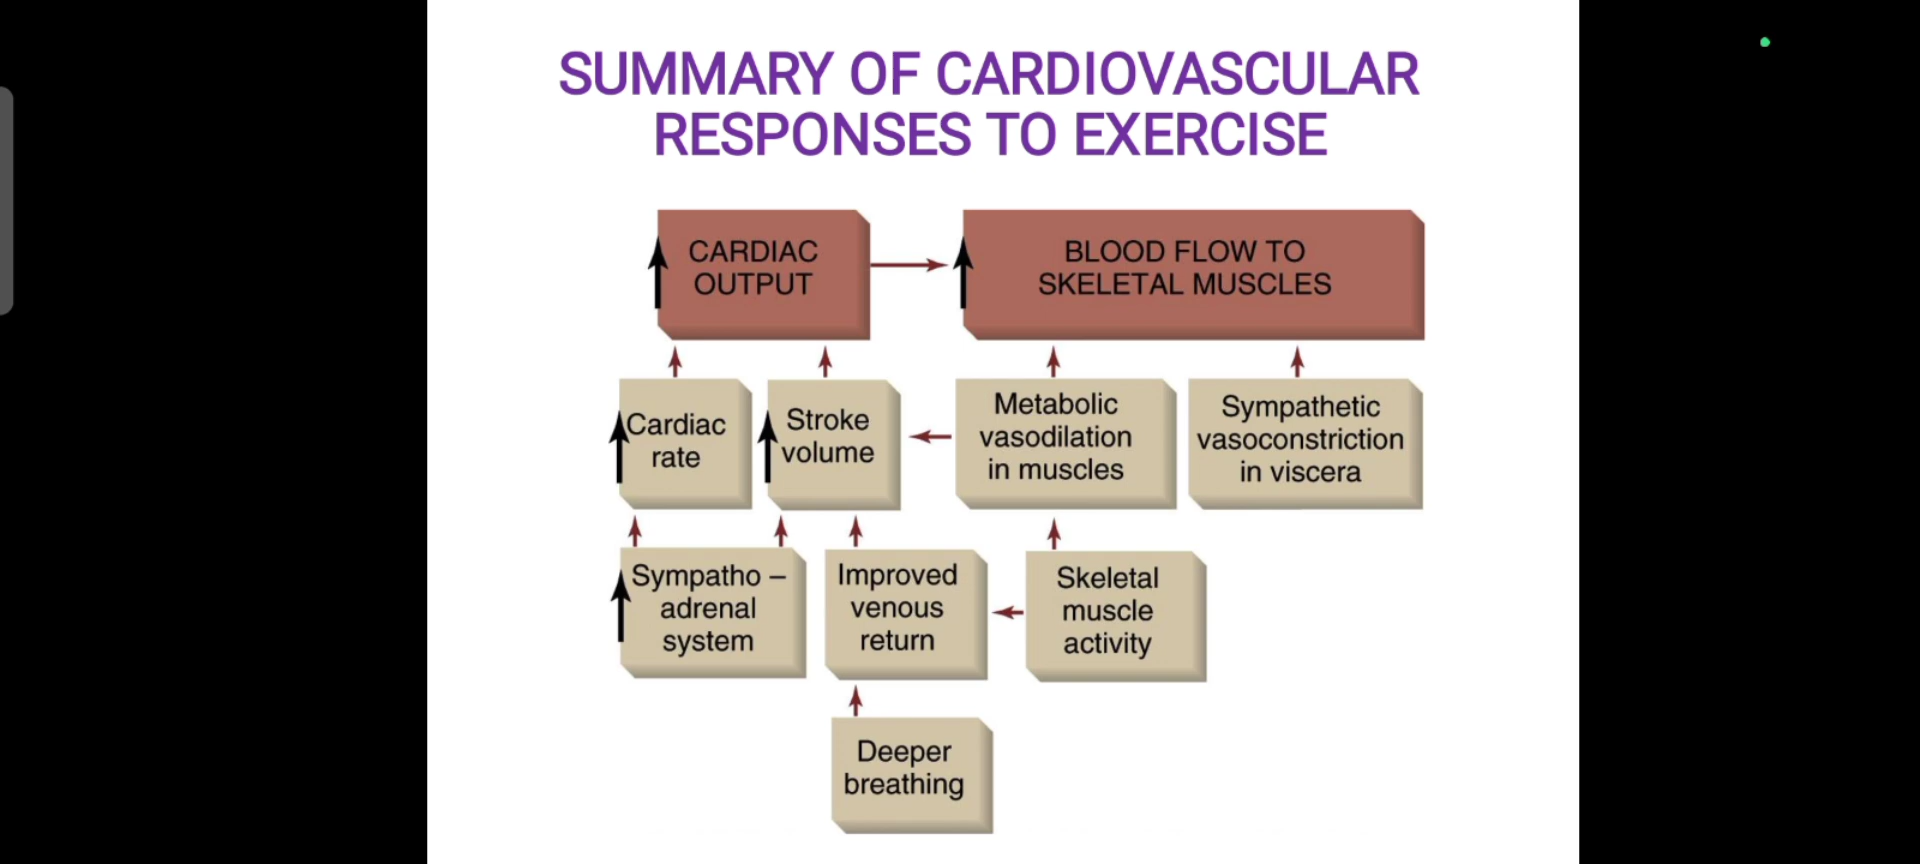 SUMMARY OF CARDIOVASCULAR
RESPONSES TO EXERCISE
CARDIAC
OUTPUT
BLOOD FLOW TO
SKELETAL MUSCLES
Cardiac
rate
Stroke
volume
Metabolic
vasodilation
in muscles
Sympathetic
vasoconstriction
in viscera
Sympatho –
adrenal
system
Improved
venous
return
Skeletal
muscle
activity
Deeper
breathing